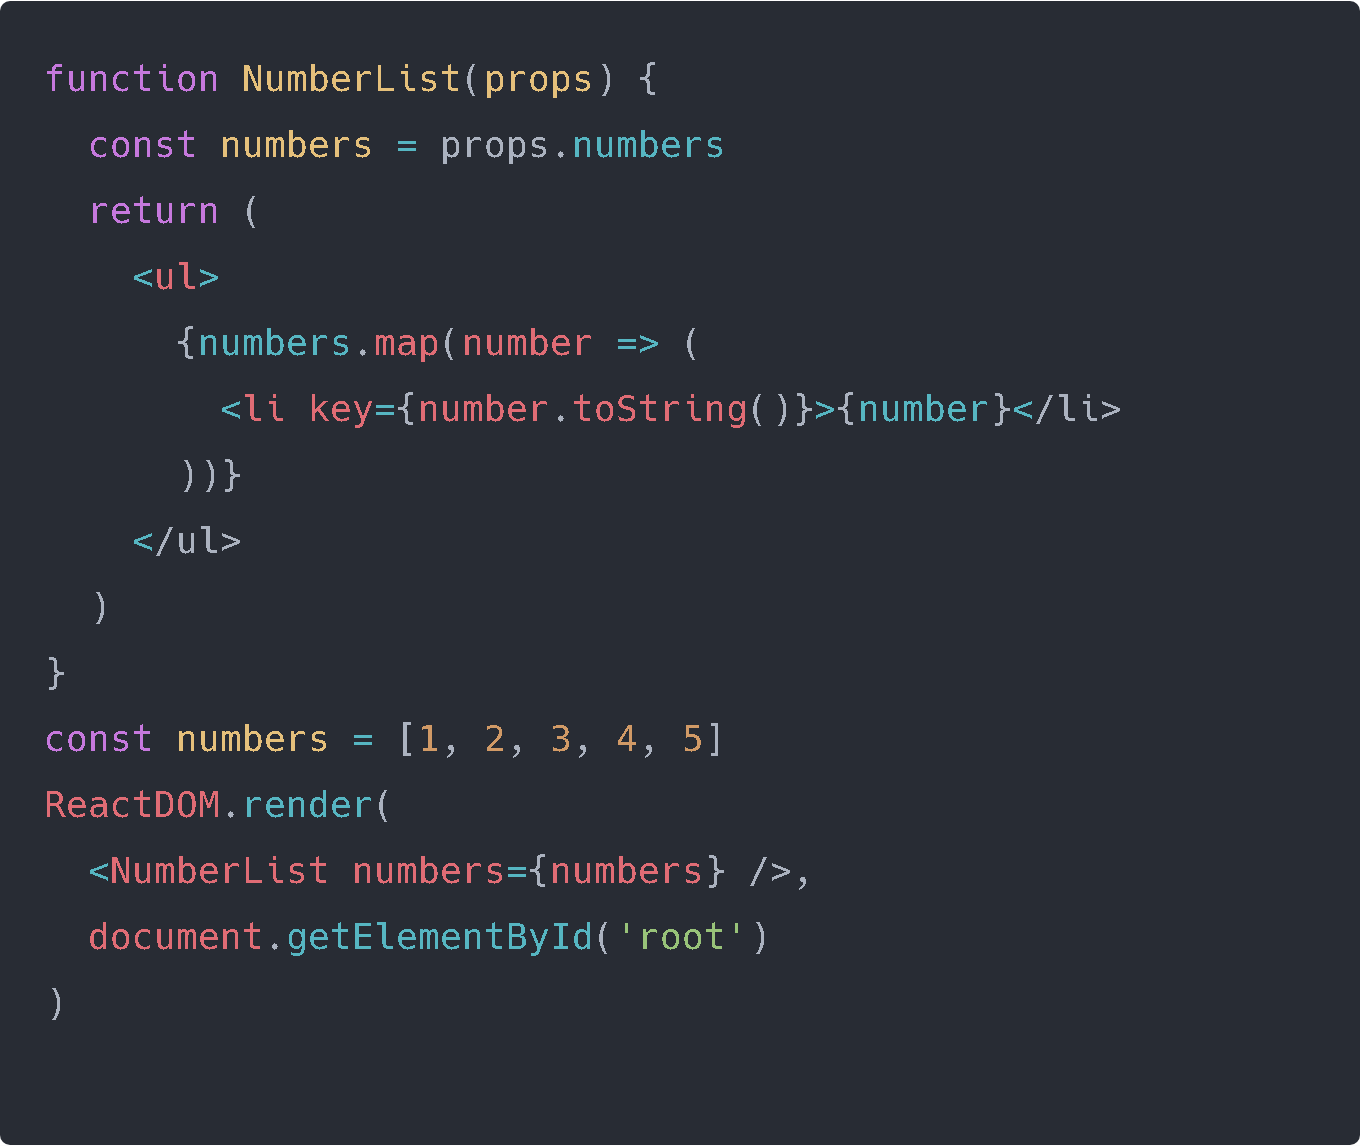 function NumberList(props) {
  const numbers = props.numbers
  return (
    <ul>
      {numbers.map(number => (
        <li key={number.toString()}>{number}</li>
      ))}
    </ul>
  )
}
const numbers = [1, 2, 3, 4, 5]
ReactDOM.render(
  <NumberList numbers={numbers} />,
  document.getElementById('root')
)